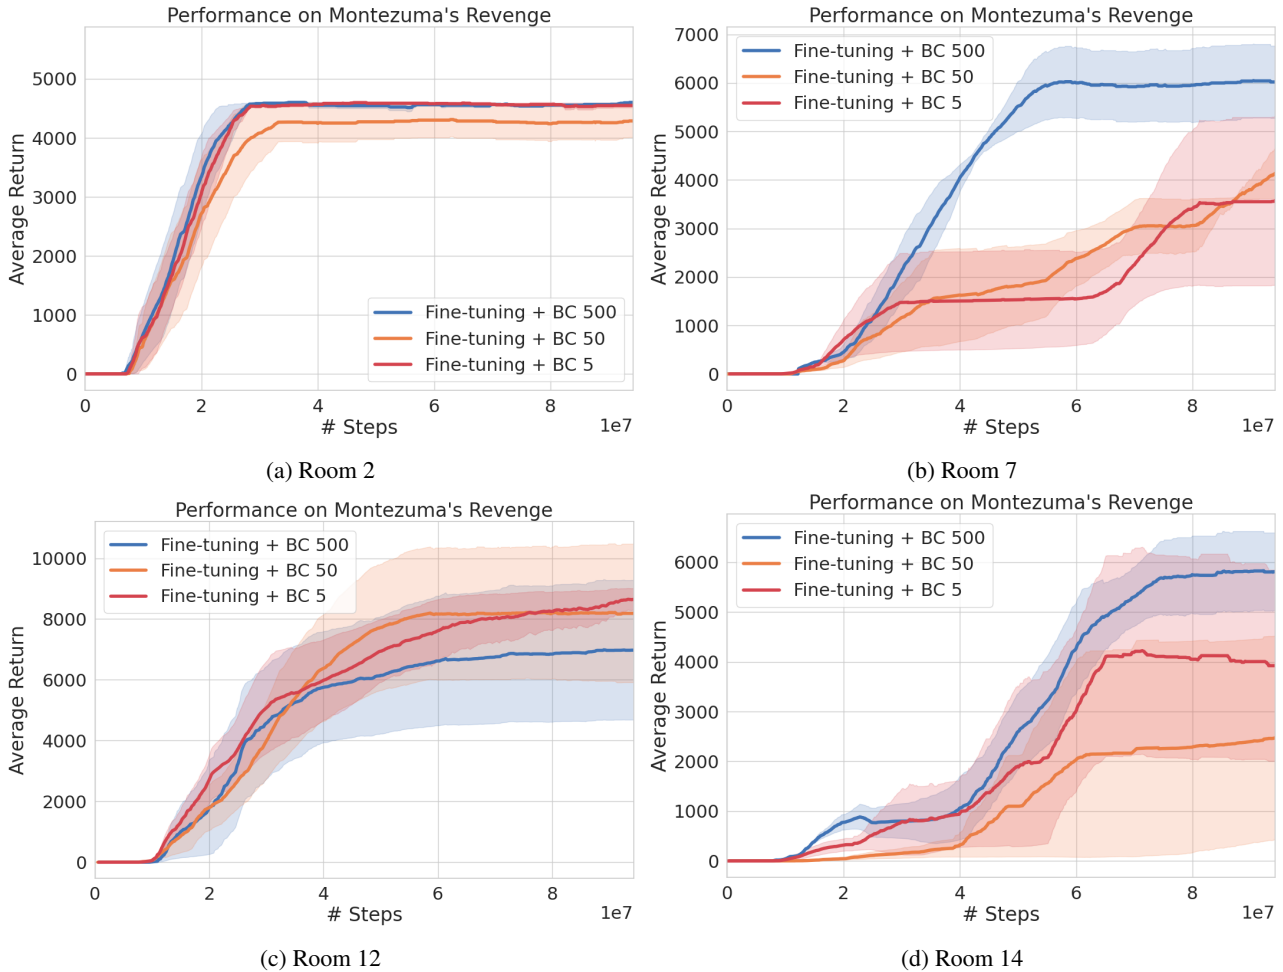 Performance on Montezuma's Revenge
Average Return
5000
4000
3000
2000
1000
0
Fine-tuning + BC 500
Fine-tuning + BC 50
Fine-tuning + BC 5
0 2 4 6 8
1e7
# Steps
(a) Room 2
Performance on Montezuma's Revenge
Average Return
7000
6000
5000
4000
3000
2000
1000
0
Fine-tuning + BC 500
Fine-tuning + BC 50
Fine-tuning + BC 5
0 2 4 6 8
1e7
# Steps
(b) Room 7
Performance on Montezuma's Revenge
Average Return
10000
8000
6000
4000
2000
0
Fine-tuning + BC 500
Fine-tuning + BC 50
Fine-tuning + BC 5
0 2 4 6 8
1e7
# Steps
(c) Room 12
Performance on Montezuma's Revenge
Average Return
6000
5000
4000
3000
2000
1000
0
Fine-tuning + BC 500
Fine-tuning + BC 50
Fine-tuning + BC 5
0 2 4 6 8
1e7
# Steps
(d) Room 14